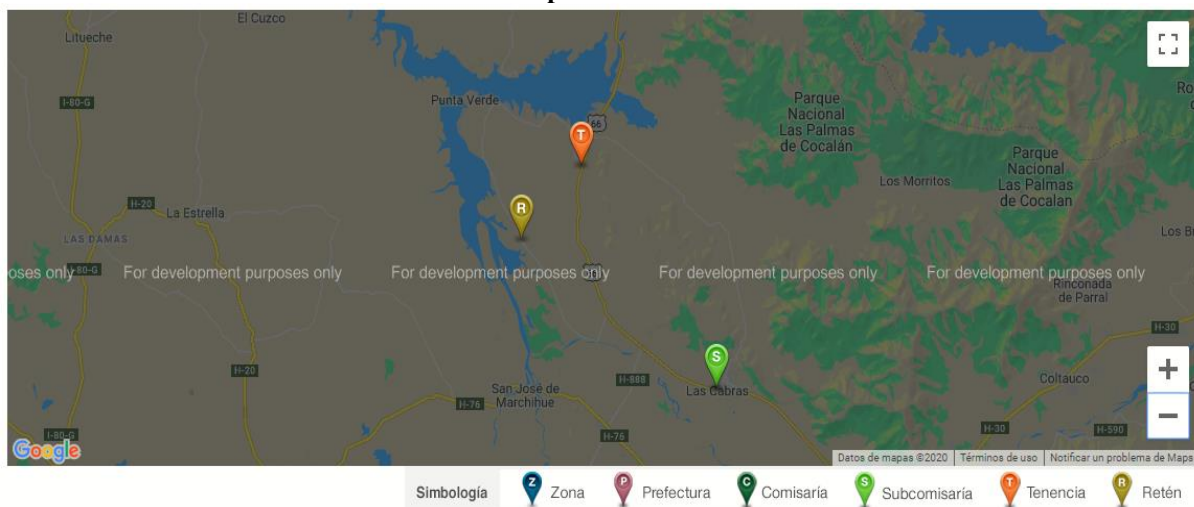 El Cuzco
Litueche
I-80-G
Punta Verde
66
T
Parque
Nacional
Las Palmas
de Cocalán
Parque
Nacional
Las Palmas
de Cocalan
Los Morritos
H-20
La Estrella
R
LAS DAMAS
For development purposes only
For development purposes only
For development purposes only
For development purposes only
Rinconada
de Parral
H-30
S
H-20
San José de
Marchihue
H-888
Las Cabras
Coltauco
H-76
I-80-G
H-76
H-30
H-590
Google
Datos de mapas ©2020
Términos de uso
Notificar un problema de Maps
Simbología
Z Zona
P Prefectura
C Comisaría
S Subcomisaría
T Tenencia
R Retén